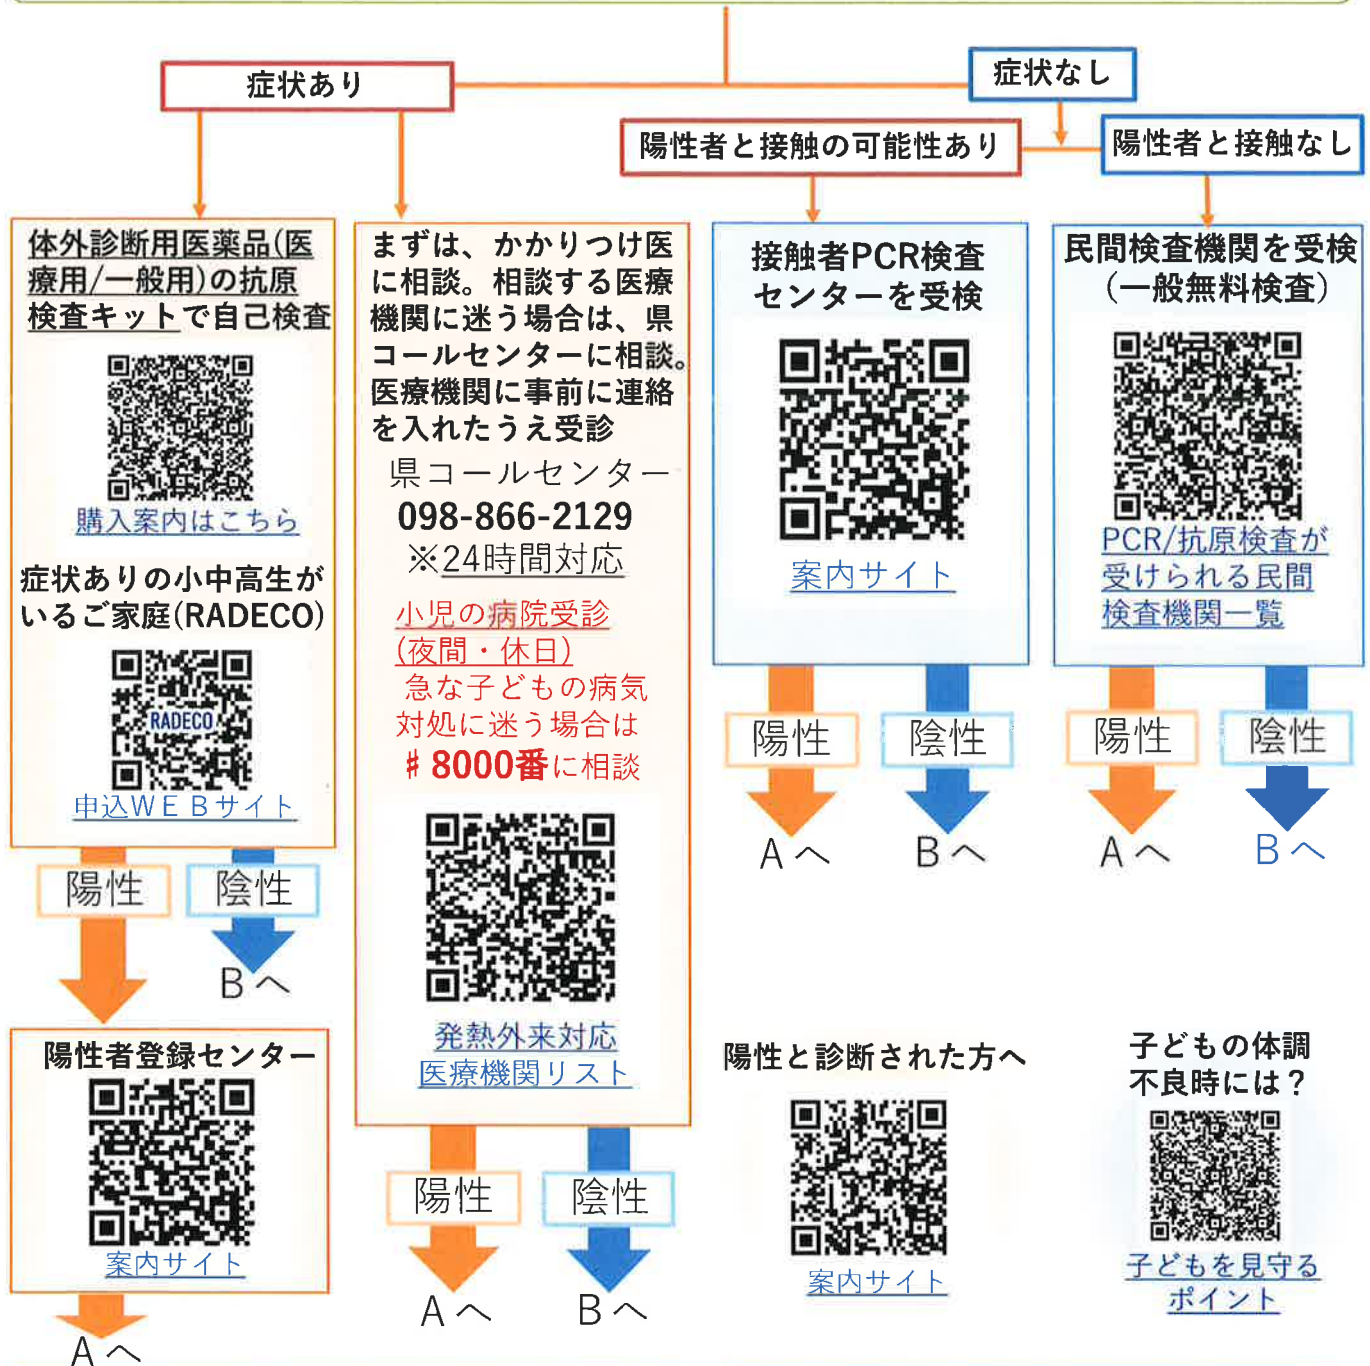 症状あり
症状なし
陽性者と接触の可能性あり
陽性者と接触なし
体外診断用医薬品(医
療用/一般用)の抗原
検査キットで自己検査
購入案内はこちら
症状ありの小中高生が
いるご家庭(RADECO)
RADECO
申込WEBサイト
陽性
陰性
Bへ
陽性者登録センター
案内サイト
Aへ
まずは、かかりつけ医
に相談。相談する医療
機関に迷う場合は、県
コールセンターに相談。
医療機関に事前に連絡
を入れたうえ受診
県コールセンター
098-866-2129
※24時間対応
小児の病院受診
(夜間・休日)
急な子どもの病気
対処に迷う場合は
♯8000番に相談
発熱外来対応
医療機関リスト
陽性
陰性
Aへ
Bへ
接触者PCR検査
センターを受検
案内サイト
陽性
陰性
Aへ
Bへ
民間検査機関を受検
(一般無料検査)
PCR/抗原検査が
受けられる民間
検査機関一覧
陽性
陰性
Aへ
Bへ
陽性と診断された方へ
案内サイト
子どもの体調
不良時には？
子どもを見守る
ポイント